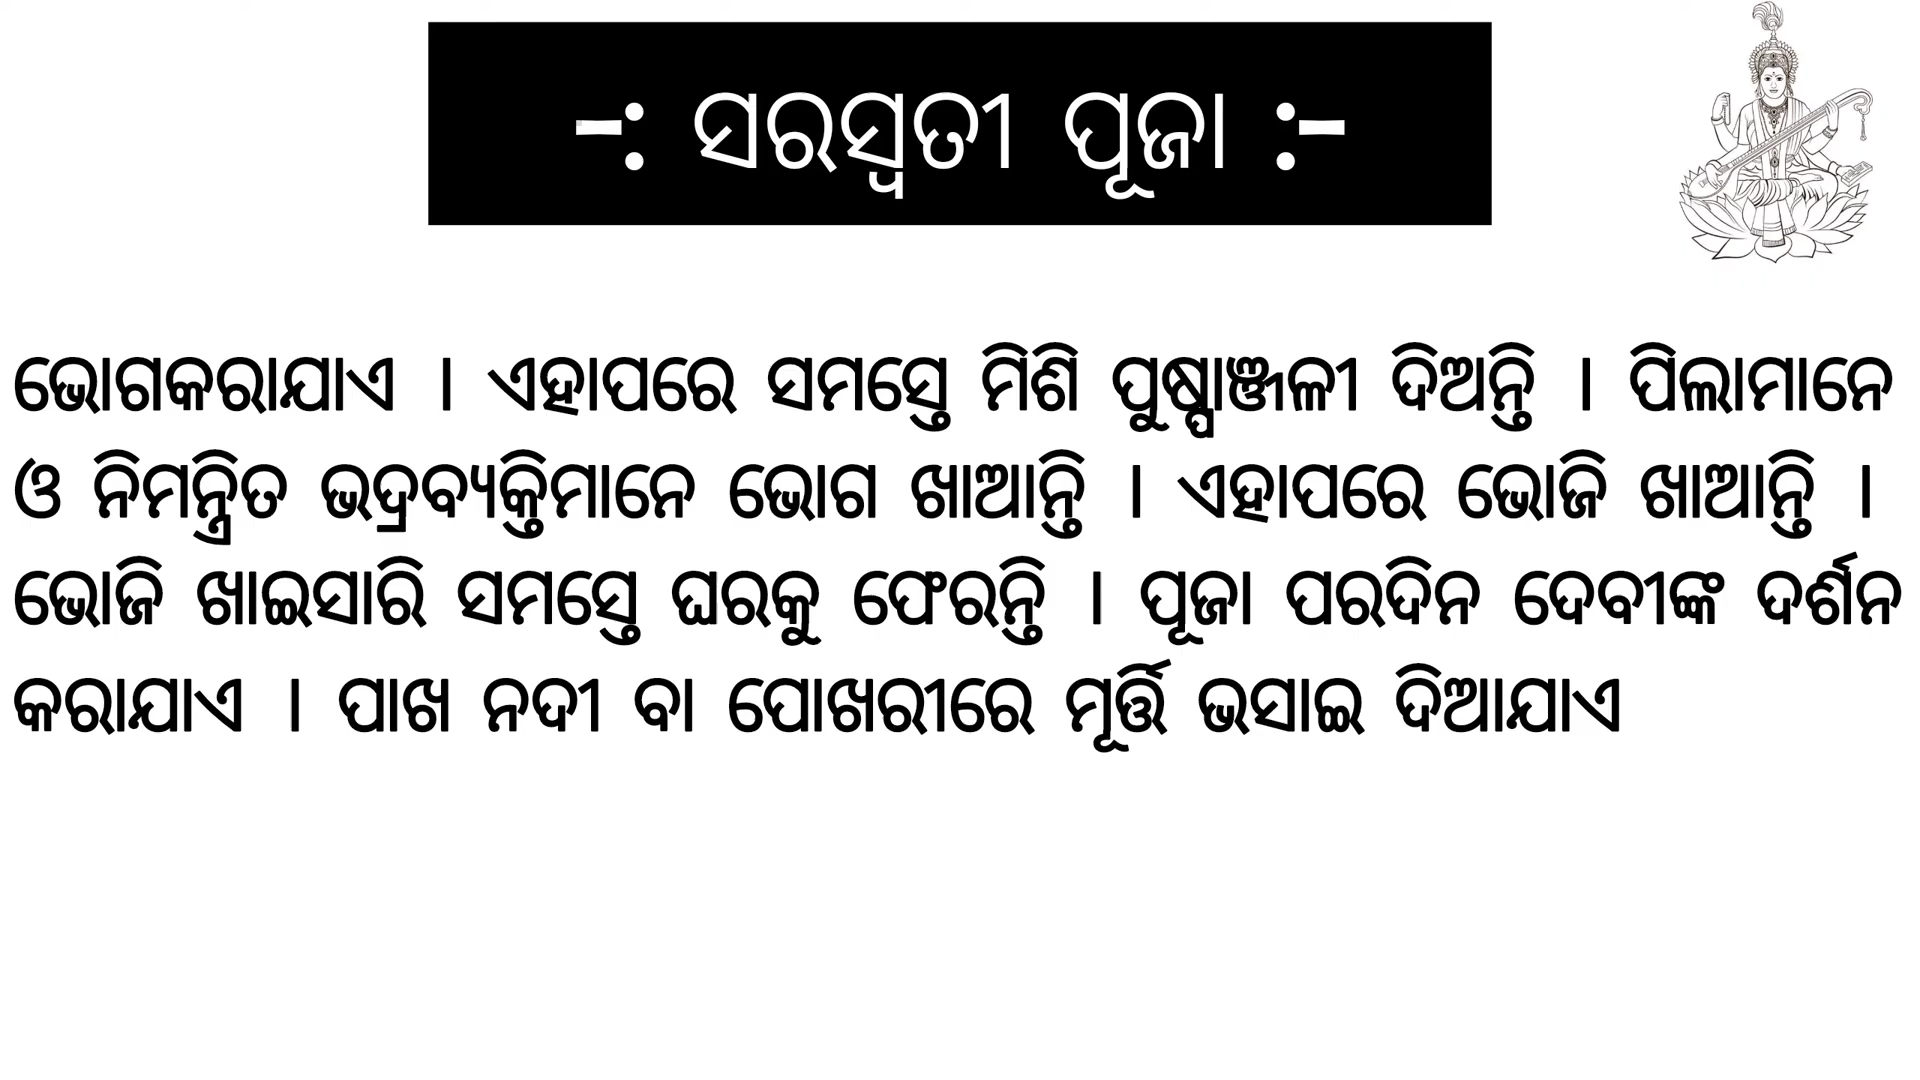 -: ସରସ୍ୱତୀ ପୂଜା :-
ଭୋଗକରାଯାଏ । ଏହାପରେ ସମସ୍ତେ ମିଶି ପୁଷ୍ପାଞ୍ଜଳୀ ଦିଅନ୍ତି । ପିଲାମାନେ
ଓ ନିମନ୍ତ୍ରିତ ଭଦ୍ରବ୍ୟକ୍ତିମାନେ ଭୋଗ ଖାଆନ୍ତି । ଏହାପରେ ଭୋଜି ଖାଆନ୍ତି ।
ଭୋଜି ଖାଇସାରି ସମସ୍ତେ ଘରକୁ ଫେରନ୍ତି । ପୂଜା ପରଦିନ ଦେବୀଙ୍କ ଦର୍ଶନ
କରାଯାଏ । ପାଖ ନଦୀ ବା ପୋଖରୀରେ ମୂର୍ତ୍ତି ଭସାଇ ଦିଆଯାଏ